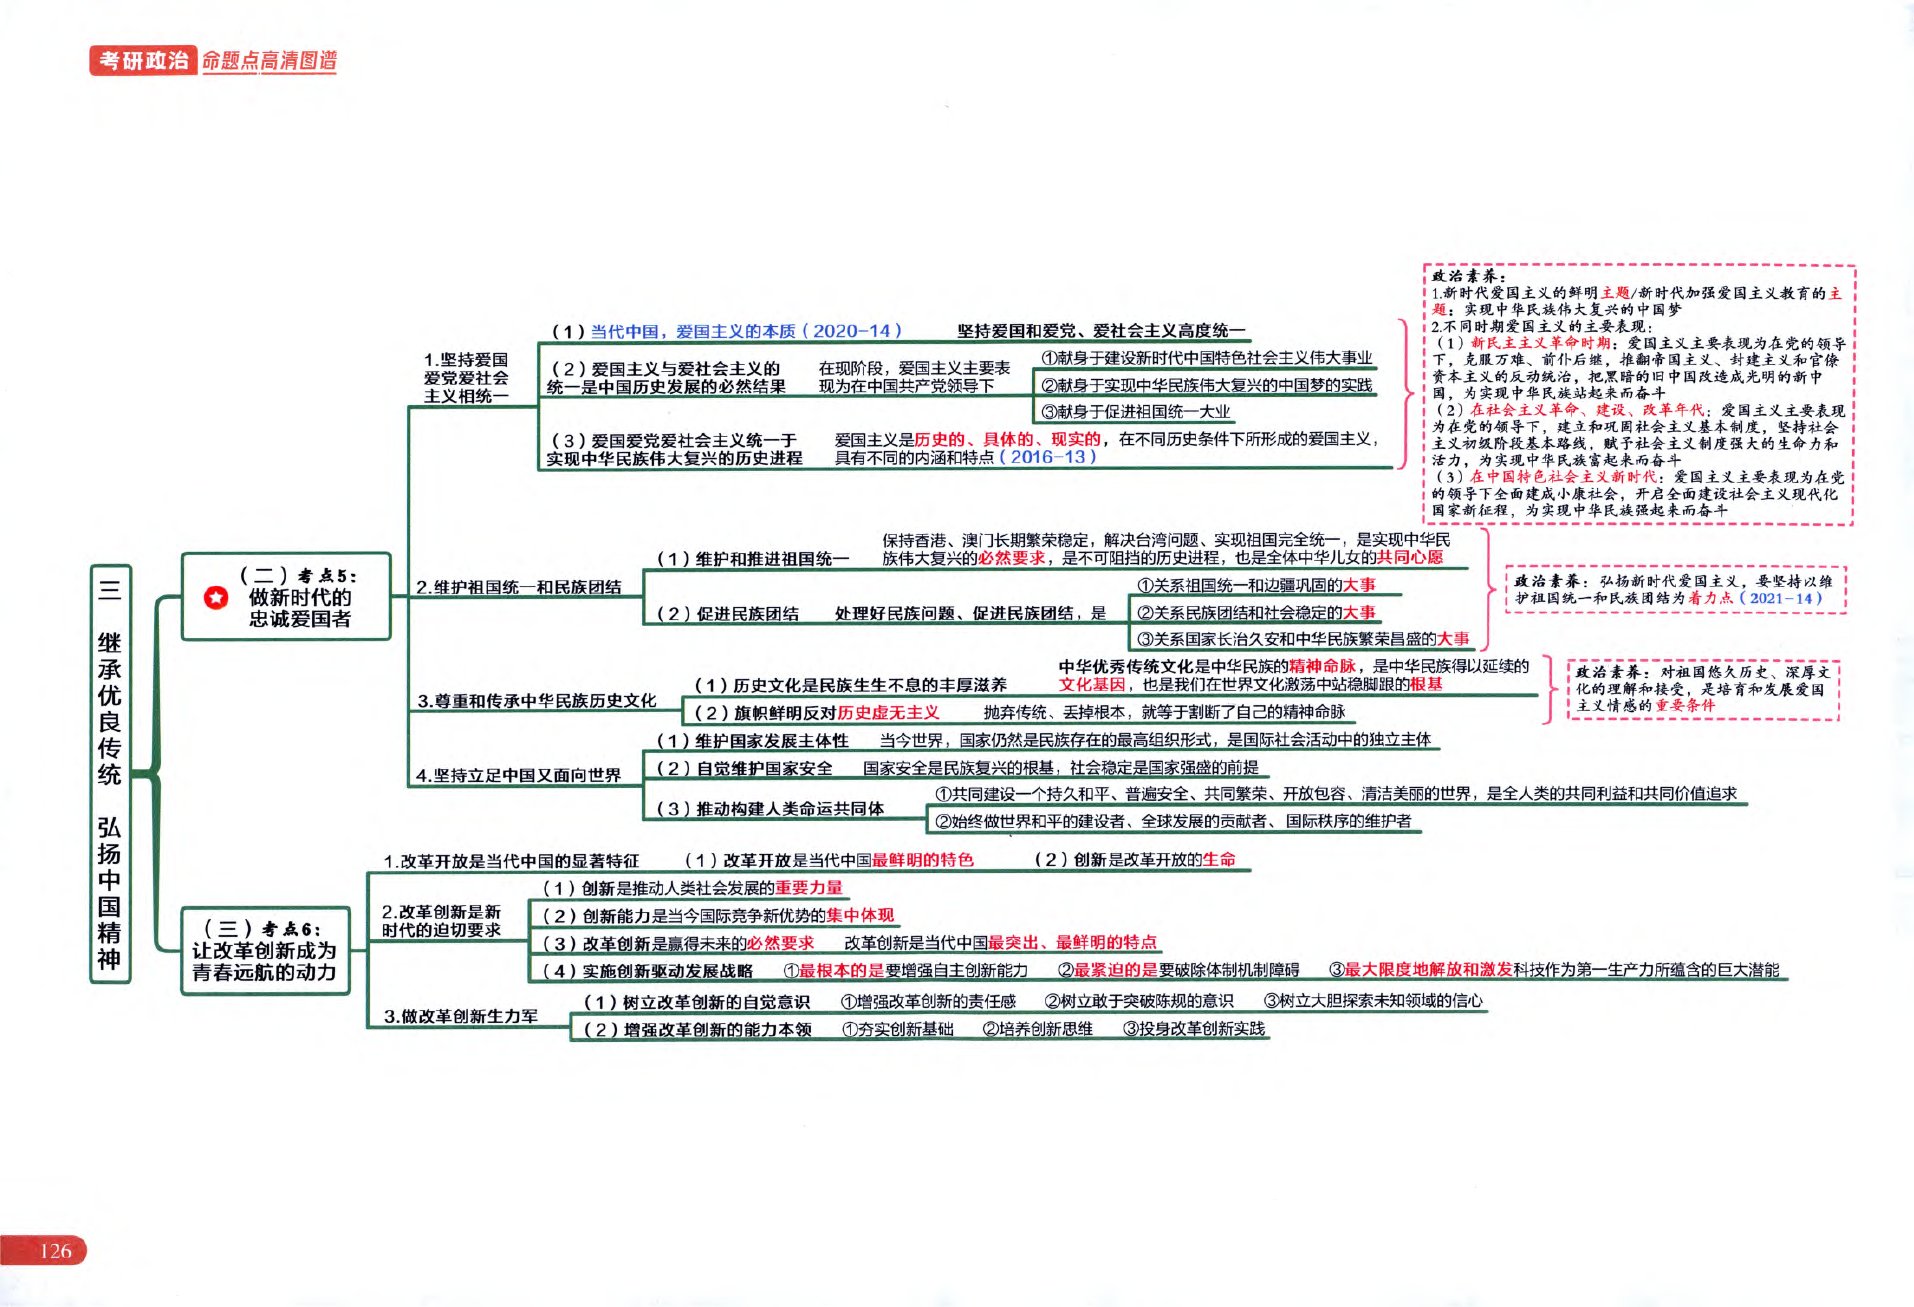 考研政治 命题点高清图谱
三 继承优良传统 弘扬中国精神
（二）考点5：
做新时代的
忠诚爱国者
1.坚持爱国
爱党爱社会
主义相统一
（1）当代中国，爱国主义的本质（2020-14） 坚持爱国和爱党、爱社会主义高度统一
（2）爱国主义与爱社会主义的
统一是中国历史发展的必然结果
在现阶段，爱国主义主要表
现为在中国共产党领导下
①献身于建设新时代中国特色社会主义伟大事业
②献身于实现中华民族伟大复兴的中国梦的实践
③献身于促进祖国统一大业
（3）爱国爱党爱社会主义统一于
实现中华民族伟大复兴的历史进程
爱国主义是历史的、具体的、现实的，在不同历史条件下所形成的爱国主义，
具有不同的内涵和特点（2016-13）
政治素养：
1.新时代爱国主义的鲜明主题/新时代加强爱国主义教育的主
题：实现中华民族伟大复兴的中国梦
2.不同时期爱国主义的主要表现：
（1）新民主主义革命时期：爱国主义主要表现为在党的领导
下，克服万难、前仆后继，推翻帝国主义、封建主义和官僚
资本主义的反动统治，把黑暗的旧中国改造成光明的新中
国，为实现中华民族站起来而奋斗
（2）在社会主义革命、建设、改革年代：爱国主义主要表现
为在党的领导下，建立和巩固社会主义基本制度，坚持社会
主义初级阶段基本路线，赋予社会主义制度强大的生命力和
活力，为实现中华民族富起来而奋斗
（3）在中国特色社会主义新时代：爱国主义主要表现为在党
的领导下全面建成小康社会，开启全面建设社会主义现代化
国家新征程，为实现中华民族强起来而奋斗
2.维护祖国统一和民族团结
（1）维护和推进祖国统一
保持香港、澳门长期繁荣稳定，解决台湾问题、实现祖国完全统一，是实现中华民
族伟大复兴的必然要求，是不可阻挡的历史进程，也是全体中华儿女的共同心愿
（2）促进民族团结 处理好民族问题、促进民族团结，是
①关系祖国统一和边疆巩固的大事
②关系民族团结和社会稳定的大事
③关系国家长治久安和中华民族繁荣昌盛的大事
政治素养：弘扬新时代爱国主义，要坚持以维
护祖国统一和民族团结为着力点（2021-14）
3.尊重和传承中华民族历史文化
（1）历史文化是民族生生不息的丰厚滋养
中华优秀传统文化是中华民族的精神命脉，是中华民族得以延续的
文化基因，也是我们在世界文化激荡中站稳脚跟的根基
（2）旗帜鲜明反对历史虚无主义 抛弃传统、丢掉根本，就等于割断了自己的精神命脉
政治素养：对祖国悠久历史、深厚文
化的理解和接受，是培育和发展爱国
主义情感的重要条件
4.坚持立足中国又面向世界
（1）维护国家发展主体性 当今世界，国家仍然是民族存在的最高组织形式，是国际社会活动中的独立主体
（2）自觉维护国家安全 国家安全是民族复兴的根基，社会稳定是国家强盛的前提
（3）推动构建人类命运共同体
①共同建设一个持久和平、普遍安全、共同繁荣、开放包容、清洁美丽的世界，是全人类的共同利益和共同价值追求
②始终做世界和平的建设者、全球发展的贡献者、国际秩序的维护者
（三）考点6：
让改革创新成为
青春远航的动力
1.改革开放是当代中国的显著特征 （1）改革开放是当代中国最鲜明的特色 （2）创新是改革开放的生命
2.改革创新是新
时代的迫切要求
（1）创新是推动人类社会发展的重要力量
（2）创新能力是当今国际竞争新优势的集中体现
（3）改革创新是赢得未来的必然要求 改革创新是当代中国最突出、最鲜明的特点
（4）实施创新驱动发展战略 ①最根本的是要增强自主创新能力 ②最紧迫的是要破除体制机制障碍 ③最大限度地解放和激发科技作为第一生产力所蕴含的巨大潜能
3.做改革创新生力军
（1）树立改革创新的自觉意识 ①增强改革创新的责任感 ②树立敢于突破陈规的意识 ③树立大胆探索未知领域的信心
（2）增强改革创新的能力本领 ①夯实创新基础 ②培养创新思维 ③投身改革创新实践
126